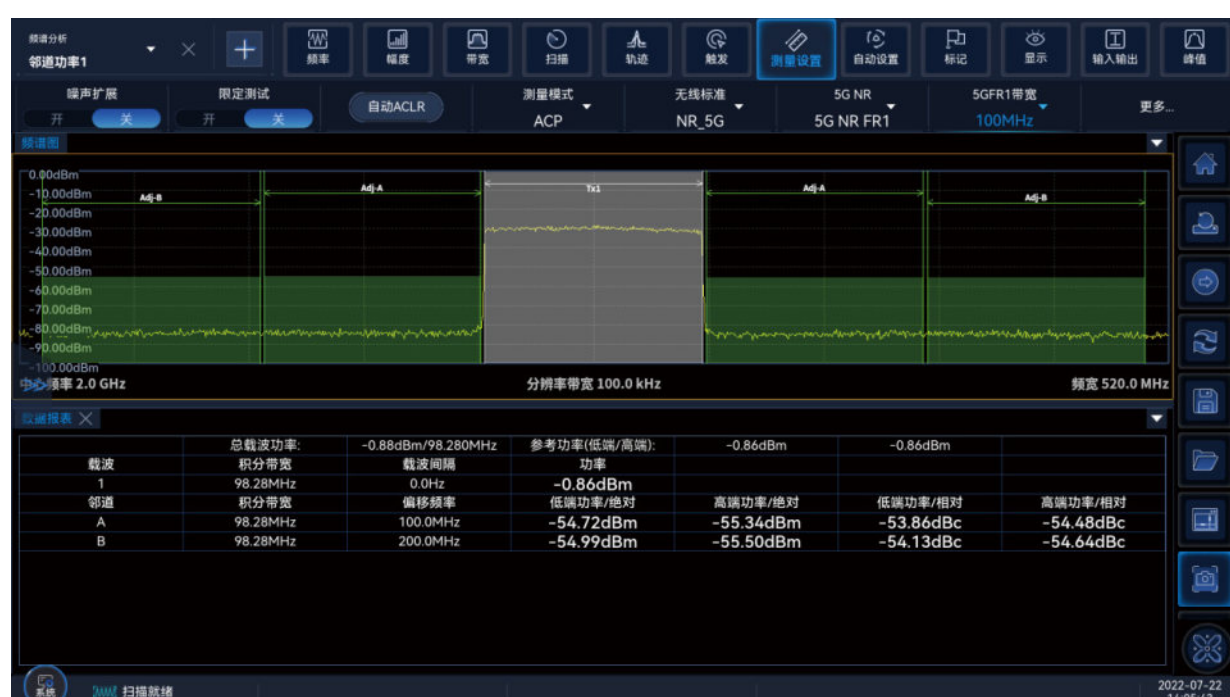 频谱分析
邻道功率1
频率
幅度
带宽
扫描
轨迹
触发
测量设置
自动设置
标记
显示
输入输出
峰值
噪声扩展
开 关
限定测试
开 关
自动ACLR
测量模式
ACP
无线标准
NR_5G
5G NR
5G NR FR1
5GFR1带宽
100MHz
更多...
频谱图
0.00dBm
-10.00dBm
-20.00dBm
-30.00dBm
-40.00dBm
-50.00dBm
-60.00dBm
-70.00dBm
-80.00dBm
-90.00dBm
-100.00dBm
Adj-B
Adj-A
Tx1
Adj-A
Adj-B
中心频率 2.0 GHz 分辨率带宽 100.0 kHz 频宽 520.0 MHz
数据报表
总载波功率: -0.88dBm/98.280MHz 参考功率(低端/高端): -0.86dBm -0.86dBm
载波 积分带宽 载波间隔 功率
1 98.28MHz 0.0Hz -0.86dBm
邻道 积分带宽 偏移频率 低端功率/绝对 高端功率/绝对 低端功率/相对 高端功率/相对
A 98.28MHz 100.0MHz -54.72dBm -55.34dBm -53.86dBc -54.48dBc
B 98.28MHz 200.0MHz -54.99dBm -55.50dBm -54.13dBc -54.64dBc
系统
扫描就绪
2022-07-22